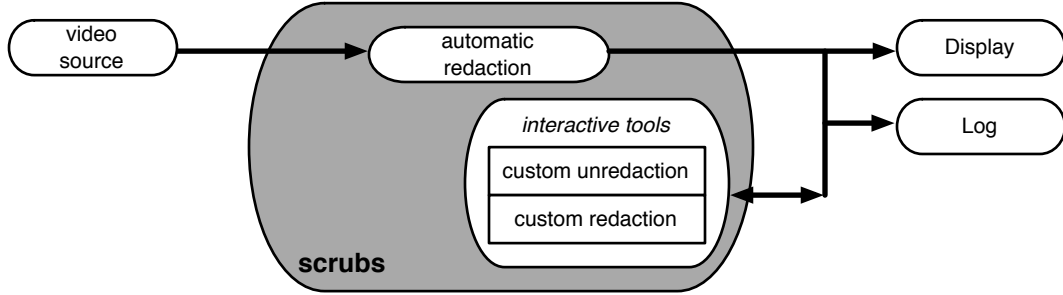 video
source
automatic
redaction
Display
Log
interactive tools
custom unredaction
custom redaction
scrubs